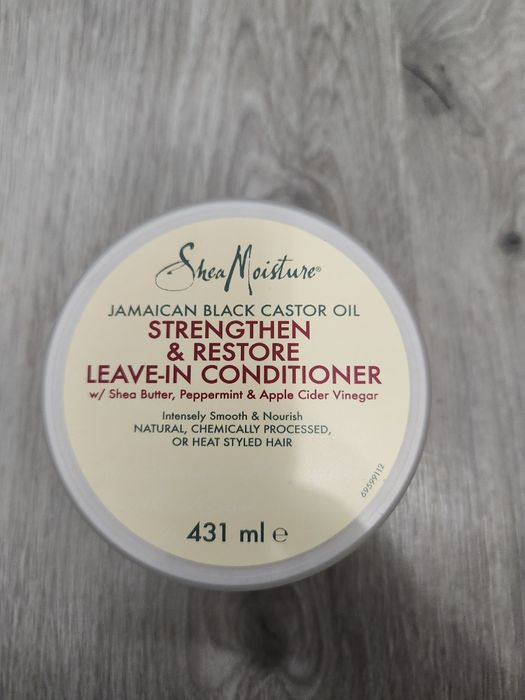 SheaMoisture®
JAMAICAN BLACK CASTOR OIL
STRENGTHEN
& RESTORE
LEAVE-IN CONDITIONER
w/ Shea Butter, Peppermint & Apple Cider Vinegar
Intensely Smooth & Nourish
NATURAL, CHEMICALLY PROCESSED,
OR HEAT STYLED HAIR
69599112
431 ml ℮